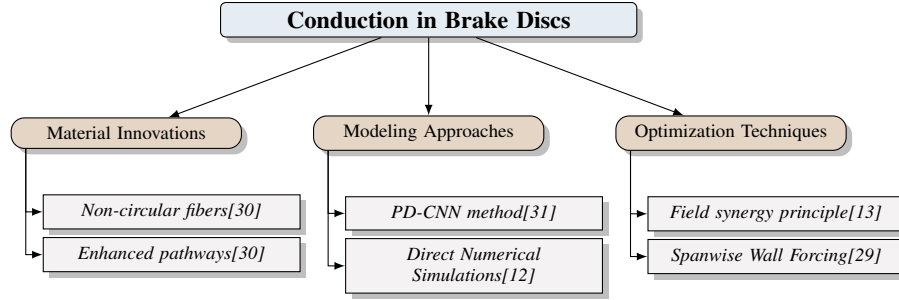 Conduction in Brake Discs
Material Innovations
Modeling Approaches
Optimization Techniques
Non-circular fibers[30]
Enhanced pathways[30]
PD-CNN method[31]
Direct Numerical
Simulations[12]
Field synergy principle[13]
Spanwise Wall Forcing[29]